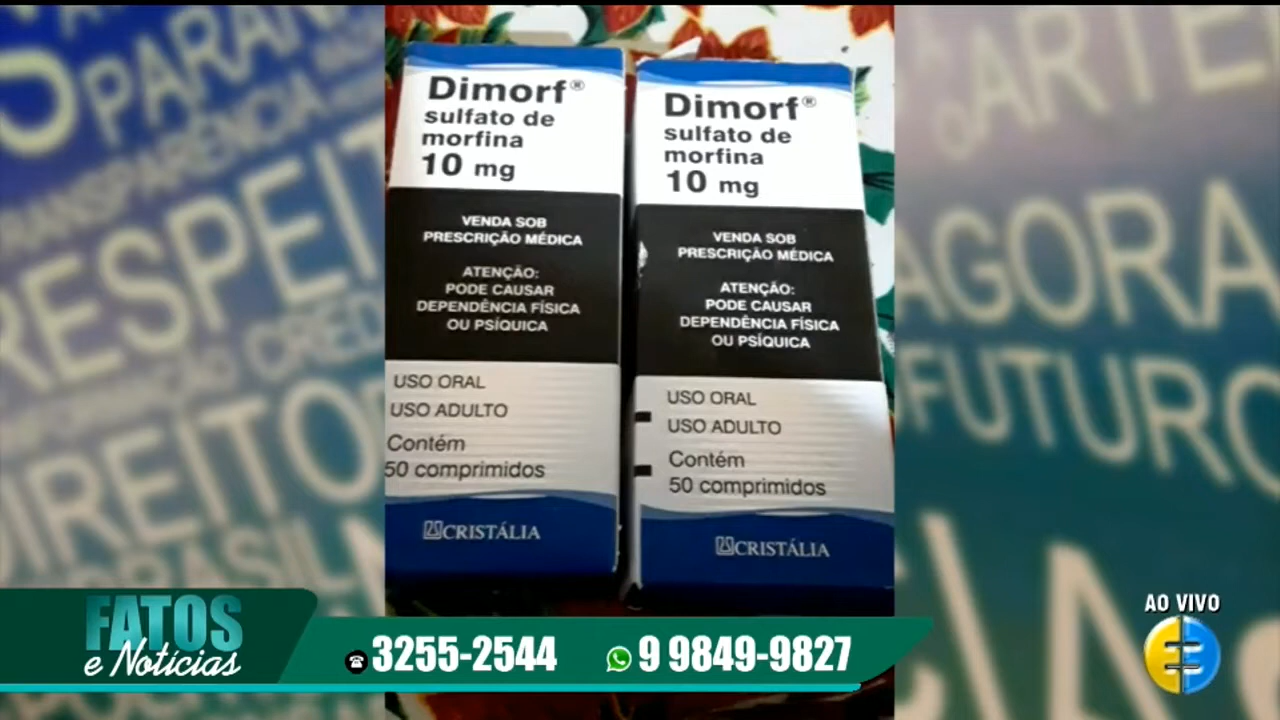 Dimorf®
sulfato de
morfina
10 mg
VENDA SOB
PRESCRIÇÃO MÉDICA
ATENÇÃO:
PODE CAUSAR
DEPENDÊNCIA FÍSICA
OU PSÍQUICA
USO ORAL
USO ADULTO
Contém
50 comprimidos
CRISTÁLIA
Dimorf®
sulfato de
morfina
10 mg
VENDA SOB
PRESCRIÇÃO MÉDICA
ATENÇÃO:
PODE CAUSAR
DEPENDÊNCIA FÍSICA
OU PSÍQUICA
USO ORAL
USO ADULTO
Contém
50 comprimidos
CRISTÁLIA
TRANSPARÊNCIA
RESPEIT
DIREITO
BRASIL
ARTE
AGORA
FUTURO
FATOS
e Notícias
3255-2544
9 9849-9827
AO VIVO